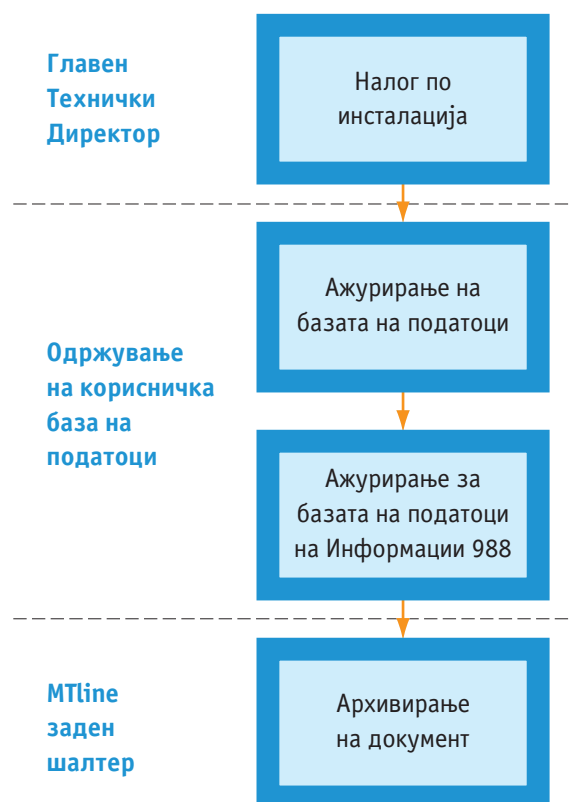 Главен
Технички
Директор
Налог по
инсталација
Одржување
на корисничка
база на
податоци
Ажурирање на
базата на податоци
Ажурирање за
базата на податоци
на Информации 988
MTline
заден
шалтер
Архивирање
на документ